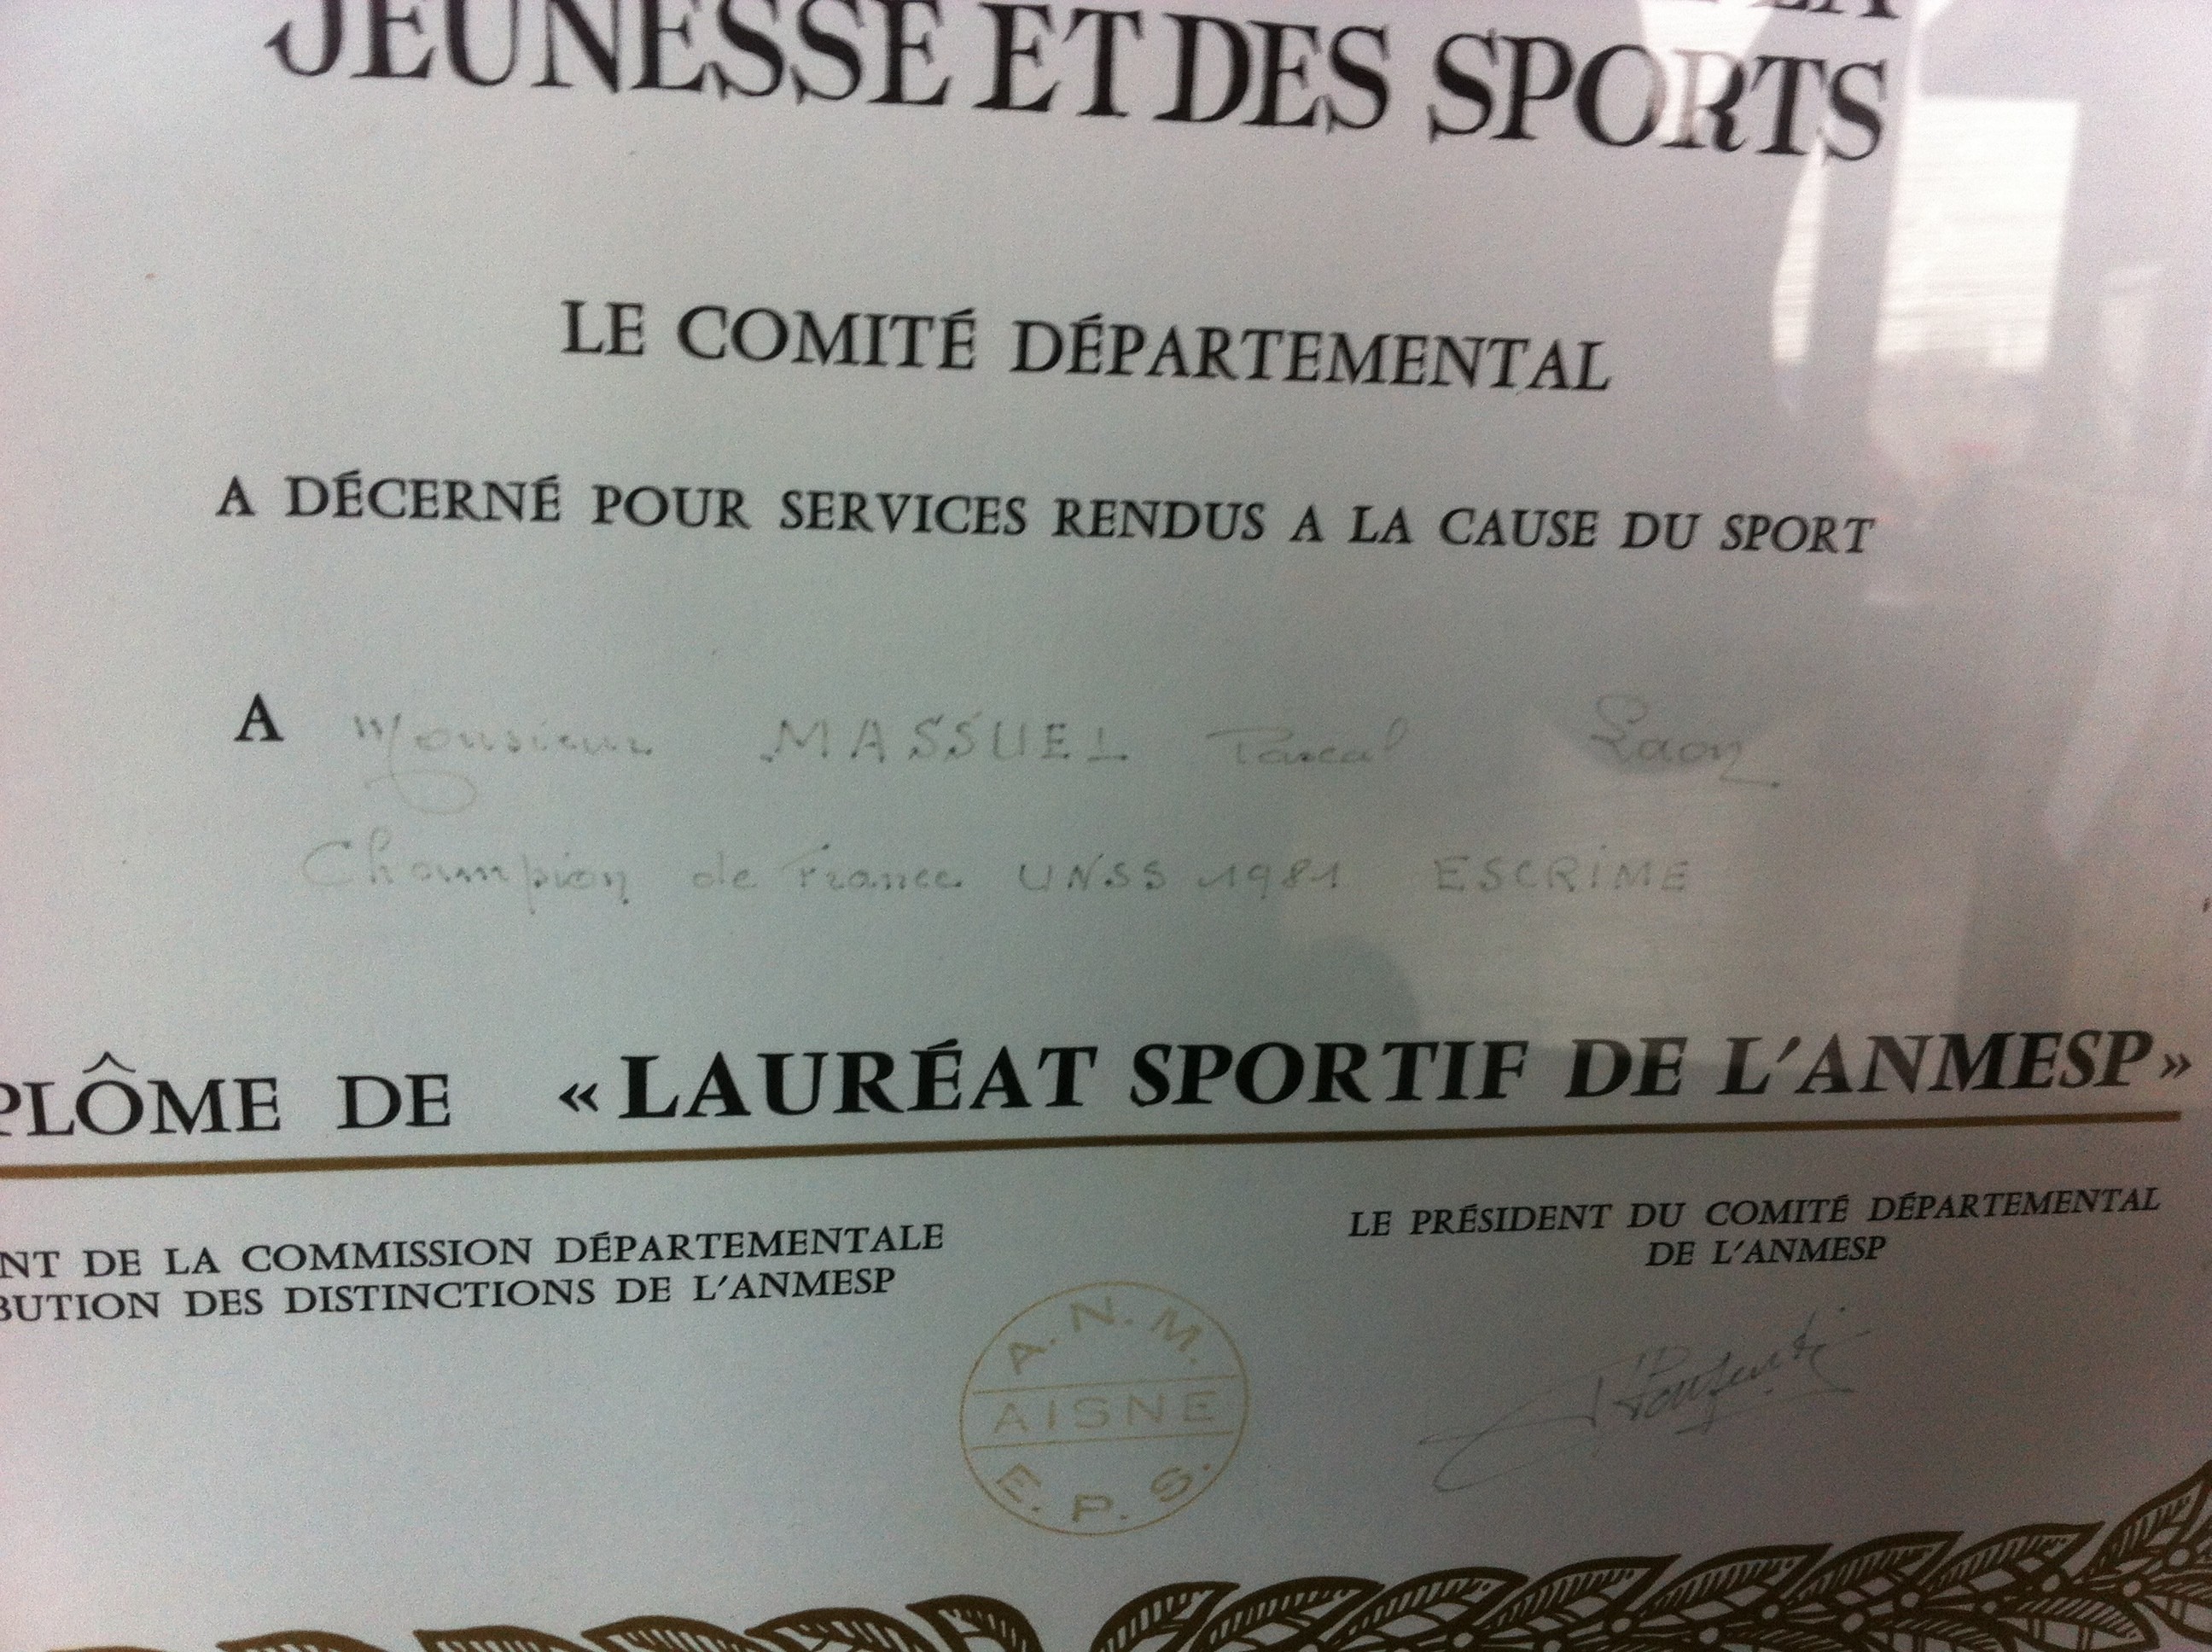 LA
JEUNESSE ET DES SPORTS
LE COMITÉ DÉPARTEMENTAL
A DÉCERNÉ POUR SERVICES RENDUS A LA CAUSE DU SPORT
A Monsieur MASSUEL Pascal Laon
Champion de France UNSS 1981 ESCRIME
PLÔME DE « LAURÉAT SPORTIF DE L'ANMESP »
NT DE LA COMMISSION DÉPARTEMENTALE
BUTION DES DISTINCTIONS DE L'ANMESP
LE PRÉSIDENT DU COMITÉ DÉPARTEMENTAL
DE L'ANMESP
A. N. M.
AISNE
E. P. S.